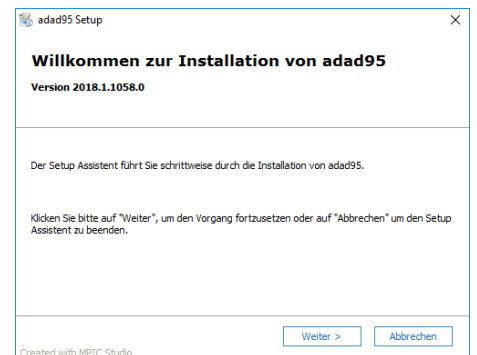 adad95 Setup
Willkommen zur Installation von adad95
Version 2018.1.1058.0
Der Setup Assistent führt Sie schrittweise durch die Installation von adad95.
Klicken Sie bitte auf "Weiter", um den Vorgang fortzusetzen oder auf "Abbrechen" um den Setup
Assistent zu beenden.
Weiter > Abbrechen
Created with MPIC Studio